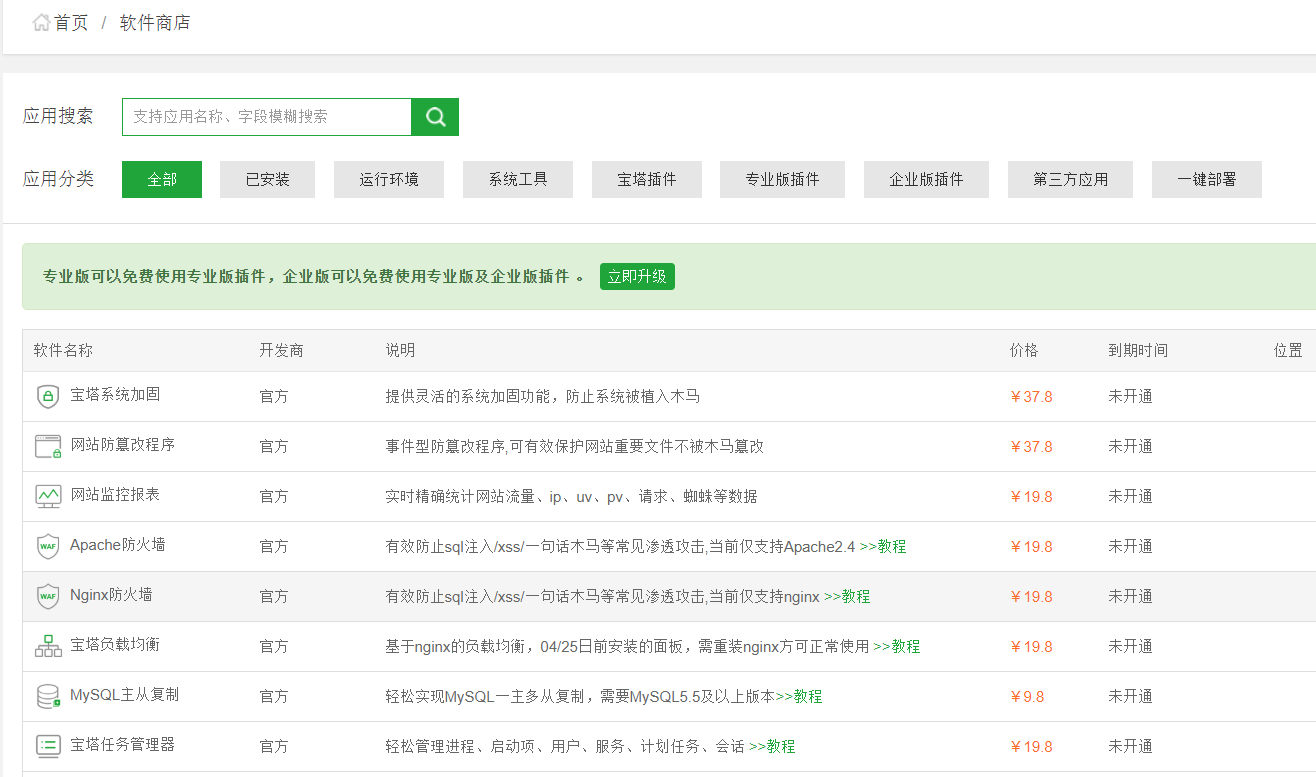 首页 / 软件商店
应用搜索 支持应用名称、字段模糊搜索
应用分类 全部 已安装 运行环境 系统工具 宝塔插件 专业版插件 企业版插件 第三方应用 一键部署
专业版可以免费使用专业版插件，企业版可以免费使用专业版及企业版插件 。 立即升级
软件名称 开发商 说明 价格 到期时间 位置
宝塔系统加固 官方 提供灵活的系统加固功能，防止系统被植入木马 ￥37.8 未开通
网站防篡改程序 官方 事件型防篡改程序,可有效保护网站重要文件不被木马篡改 ￥37.8 未开通
网站监控报表 官方 实时精确统计网站流量、ip、uv、pv、请求、蜘蛛等数据 ￥19.8 未开通
WAF Apache防火墙 官方 有效防止sql注入/xss/一句话木马等常见渗透攻击,当前仅支持Apache2.4 >>教程 ￥19.8 未开通
WAF Nginx防火墙 官方 有效防止sql注入/xss/一句话木马等常见渗透攻击,当前仅支持nginx >>教程 ￥19.8 未开通
宝塔负载均衡 官方 基于nginx的负载均衡，04/25日前安装的面板，需重装nginx方可正常使用 >>教程 ￥19.8 未开通
MySQL主从复制 官方 轻松实现MySQL一主多从复制，需要MySQL5.5及以上版本>>教程 ￥9.8 未开通
宝塔任务管理器 官方 轻松管理进程、启动项、用户、服务、计划任务、会话 >>教程 ￥19.8 未开通